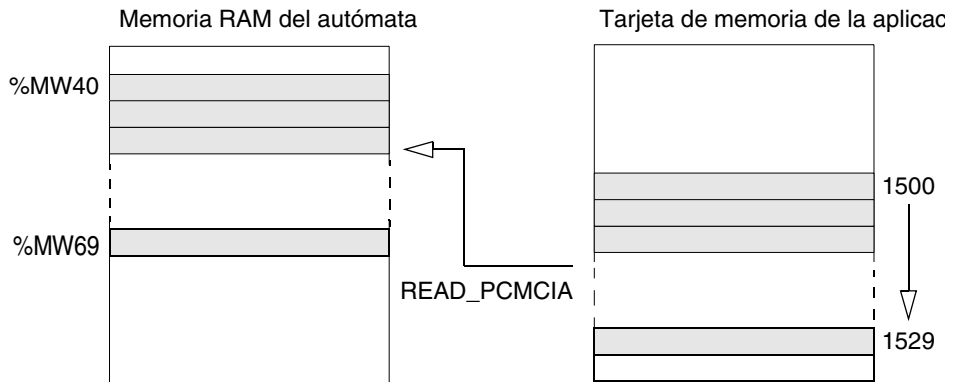 Memoria RAM del autómata
Tarjeta de memoria de la aplicac
%MW40
1500
%MW69
READ_PCMCIA
1529